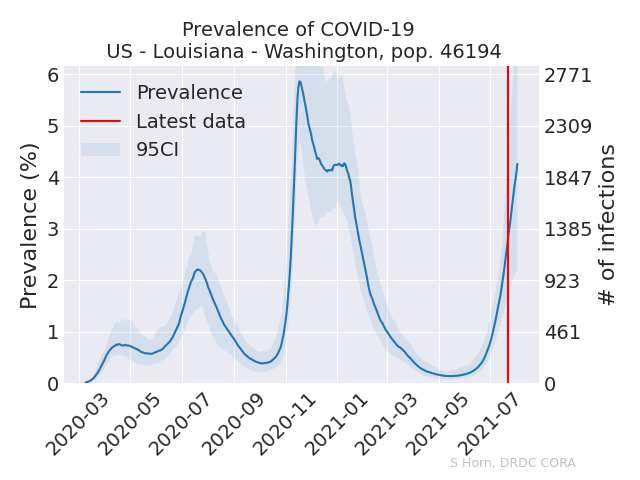 Prevalence of COVID-19
US - Louisiana - Washington, pop. 46194
Prevalence (%)
6
5
4
3
2
1
0
Prevalence
Latest data
95CI
2771
2309
1847
1385
923
461
0
# of infections
2020-03
2020-05
2020-07
2020-09
2020-11
2021-01
2021-03
2021-05
2021-07
S Horn, DRDC CORA